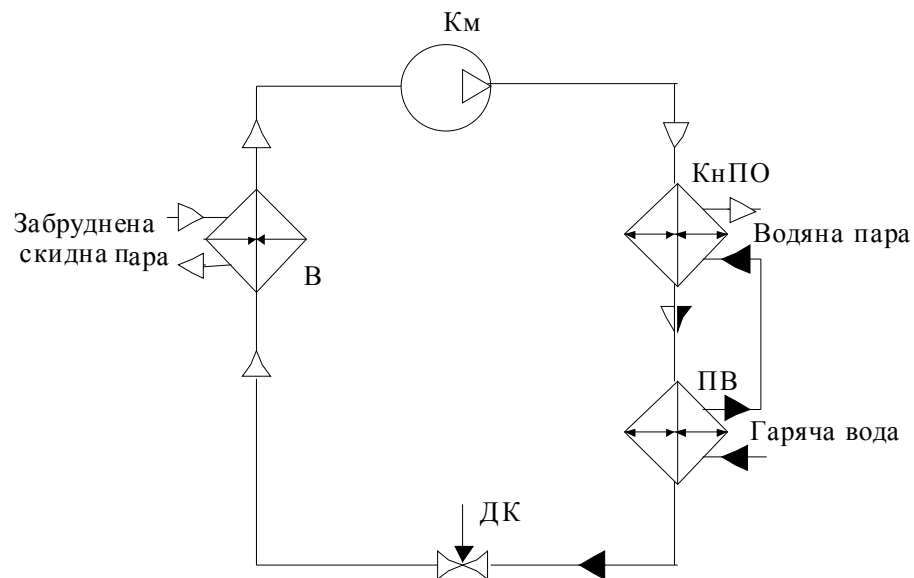 Км
КнПО
Забруднена
скидна пара
Водяна пара
В
ПВ
Гаряча вода
ДК